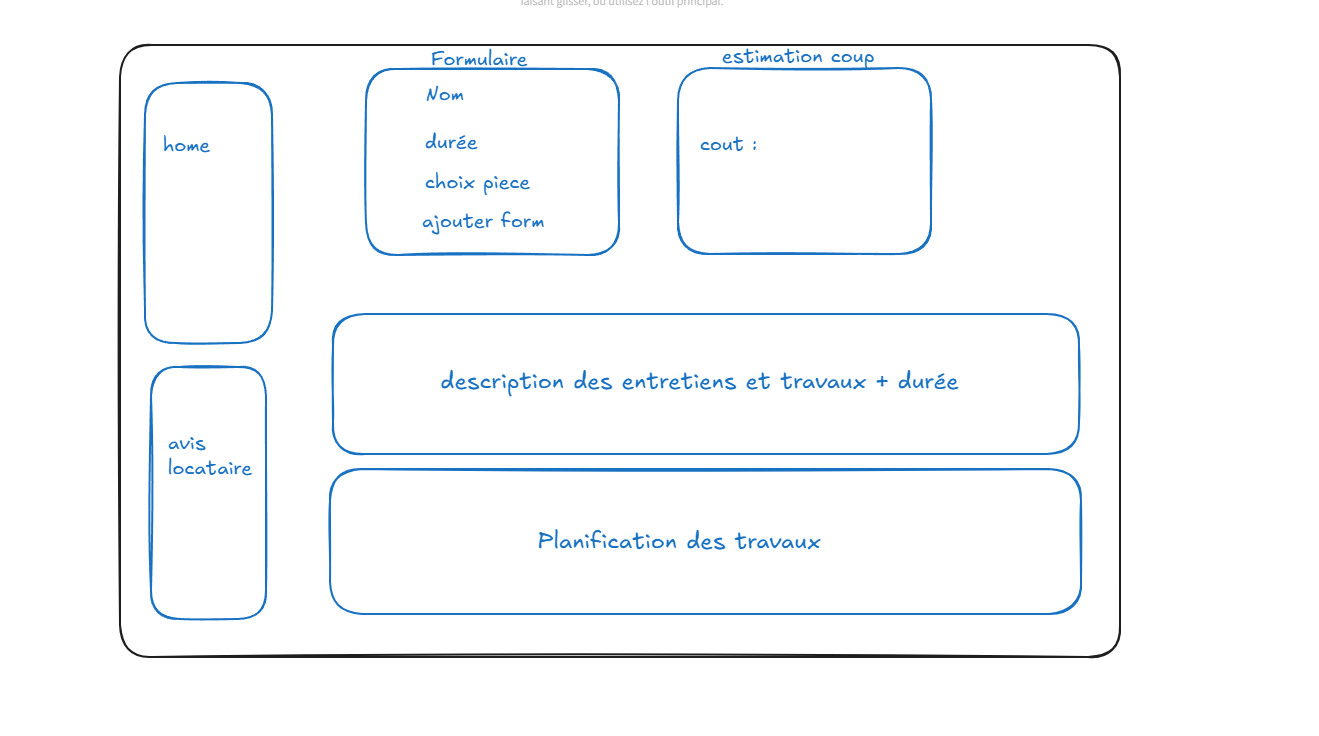 faisant glisser, ou utilisez l'outil principal.
Formulaire
estimation coup
Nom
home
durée
cout :
choix piece
ajouter form
description des entretiens et travaux + durée
avis
locataire
Planification des travaux